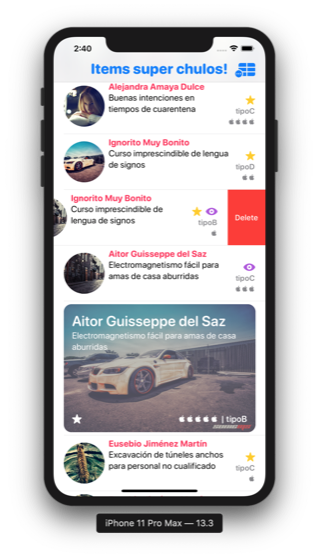 2:40
Items super chulos!
Alejandra Amaya Dulce
Buenas intenciones en
tiempos de cuarentena
tipoC
Ignorito Muy Bonito
Curso imprescindible de lengua
de signos
tipoD
Ignorito Muy Bonito
Curso imprescindible de
lengua de signos
tipoB
Delete
Aitor Guisseppe del Saz
Electromagnetismo fácil para
amas de casa aburridas
tipoC
Aitor Guisseppe del Saz
Electromagnetismo fácil para amas de casa
aburridas
| tipoB
Eusebio Jiménez Martín
Excavación de túneles anchos
para personal no cualificado
tipoC
iPhone 11 Pro Max — 13.3